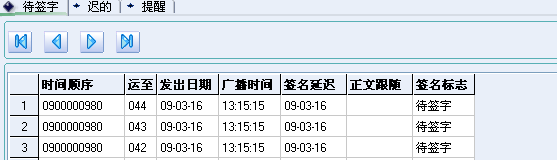 待签字 迟的 提醒
时间顺序 运至 发出日期 广播时间 签名延迟 正文跟随 签名标志
1 0900000980 044 09-03-16 13:15:15 09-03-16 待签字
2 0900000980 043 09-03-16 13:15:15 09-03-16 待签字
3 0900000980 042 09-03-16 13:15:15 09-03-16 待签字